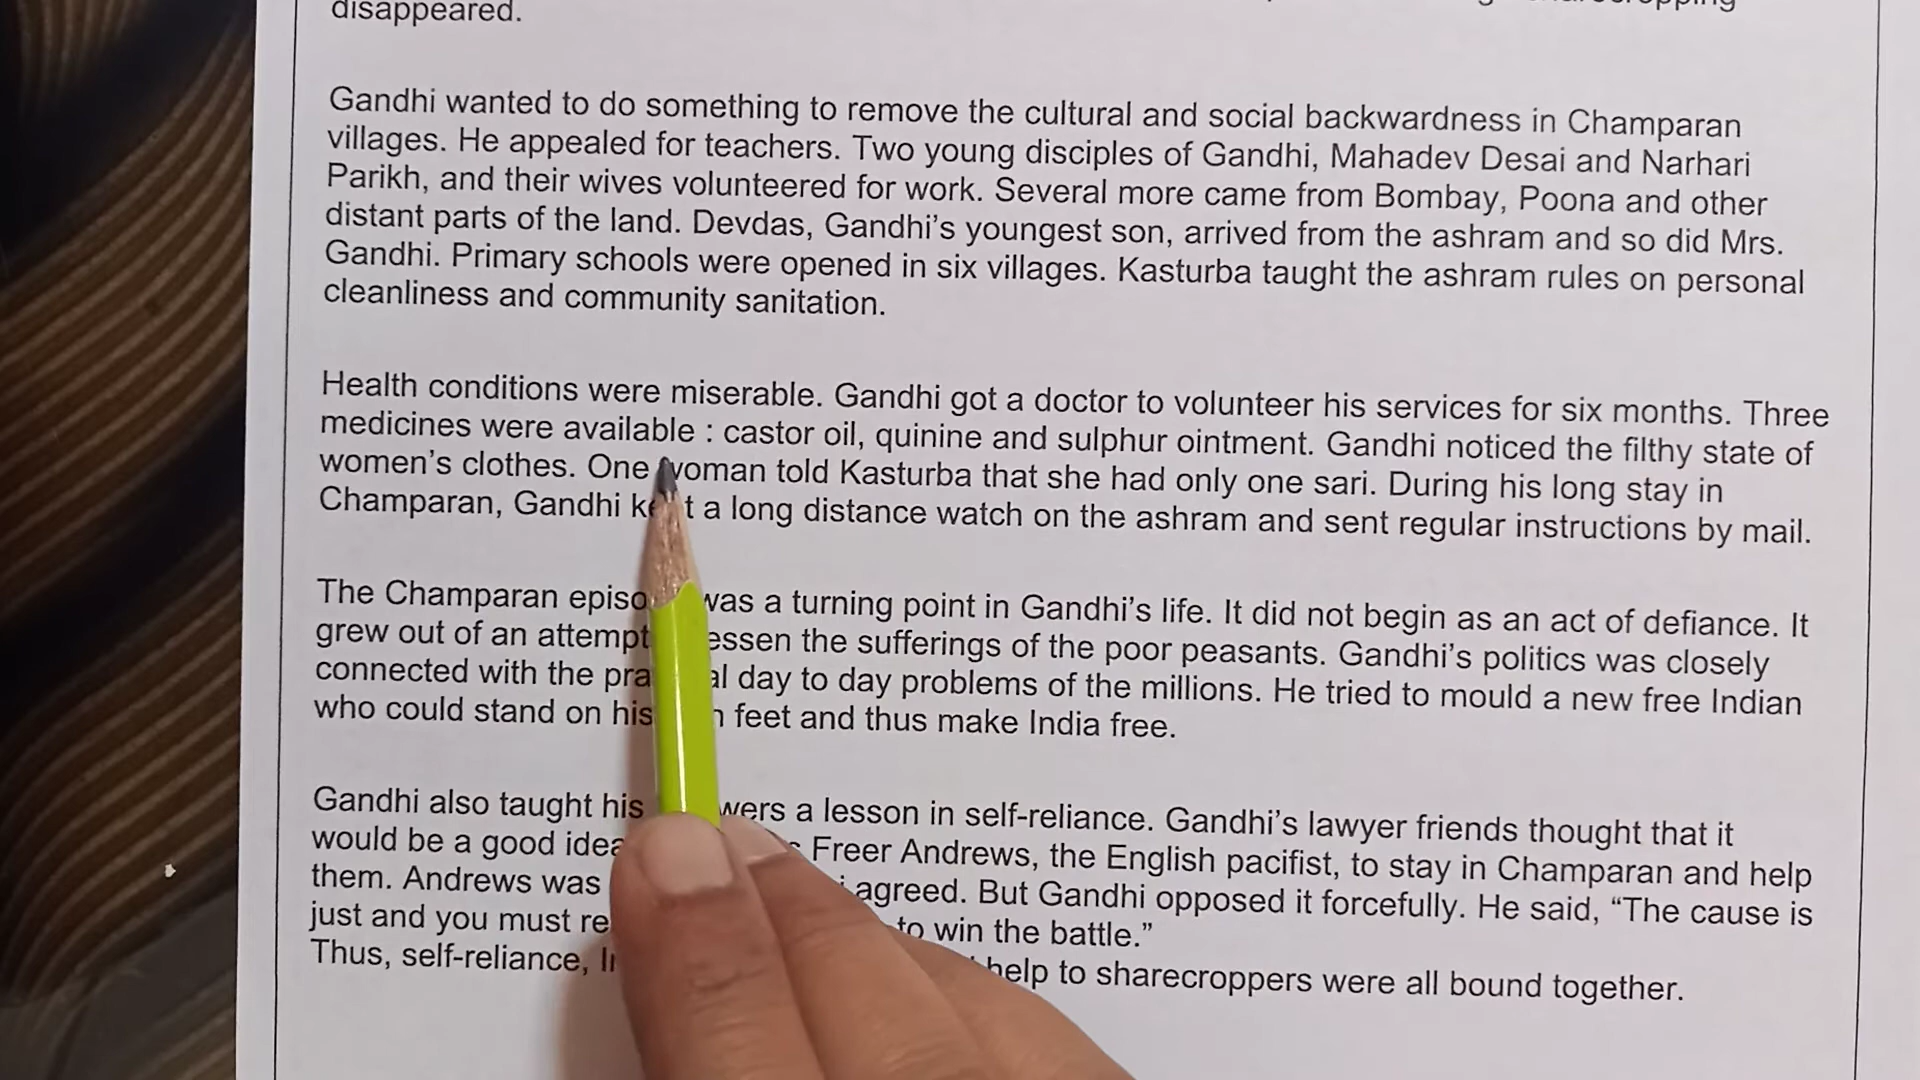 sharecropping
disappeared.
Gandhi wanted to do something to remove the cultural and social backwardness in Champaran
villages. He appealed for teachers. Two young disciples of Gandhi, Mahadev Desai and Narhari
Parikh, and their wives volunteered for work. Several more came from Bombay, Poona and other
distant parts of the land. Devdas, Gandhi's youngest son, arrived from the ashram and so did Mrs.
Gandhi. Primary schools were opened in six villages. Kasturba taught the ashram rules on personal
cleanliness and community sanitation.
Health conditions were miserable. Gandhi got a doctor to volunteer his services for six months. Three
medicines were available : castor oil, quinine and sulphur ointment. Gandhi noticed the filthy state of
women's clothes. One woman told Kasturba that she had only one sari. During his long stay in
Champaran, Gandhi kept a long distance watch on the ashram and sent regular instructions by mail.
The Champaran was a turning point in Gandhi's life. It did not begin as an act of defiance. It
grew out of an attempt the sufferings of the poor peasants. Gandhi's politics was closely
connected with the day to day problems of the millions. He tried to mould a new free Indian
who could stand on his feet and thus make India free.
Gandhi also taught his a lesson in self-reliance. Gandhi's lawyer friends thought that it
would be a good idea Freer Andrews, the English pacifist, to stay in Champaran and help
them. Andrews was agreed. But Gandhi opposed it forcefully. He said, “The cause is
just and you must to win the battle.”
Thus, self-reliance, help to sharecroppers were all bound together.